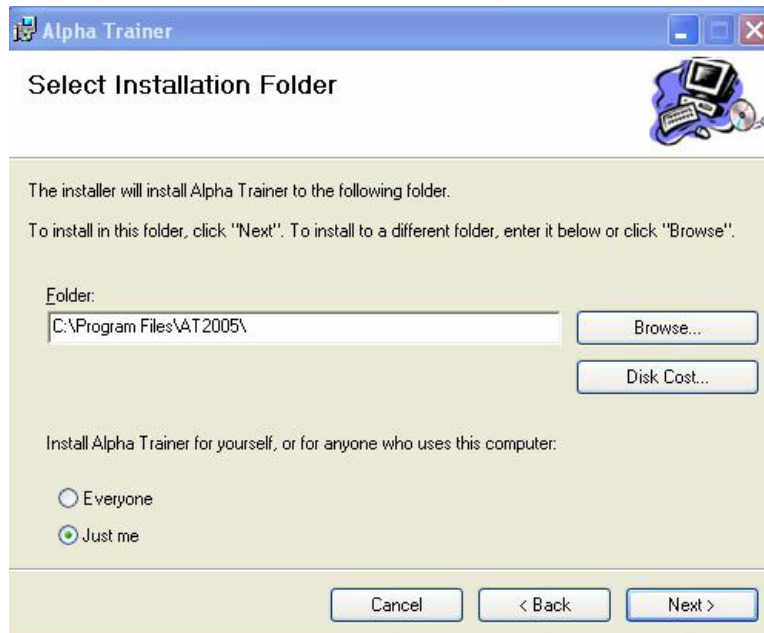 Alpha Trainer
Select Installation Folder
The installer will install Alpha Trainer to the following folder.
To install in this folder, click "Next". To install to a different folder, enter it below or click "Browse".
Folder:
C:\Program Files\AT2005\
Browse...
Disk Cost...
Install Alpha Trainer for yourself, or for anyone who uses this computer:
Everyone
Just me
Cancel
< Back
Next >